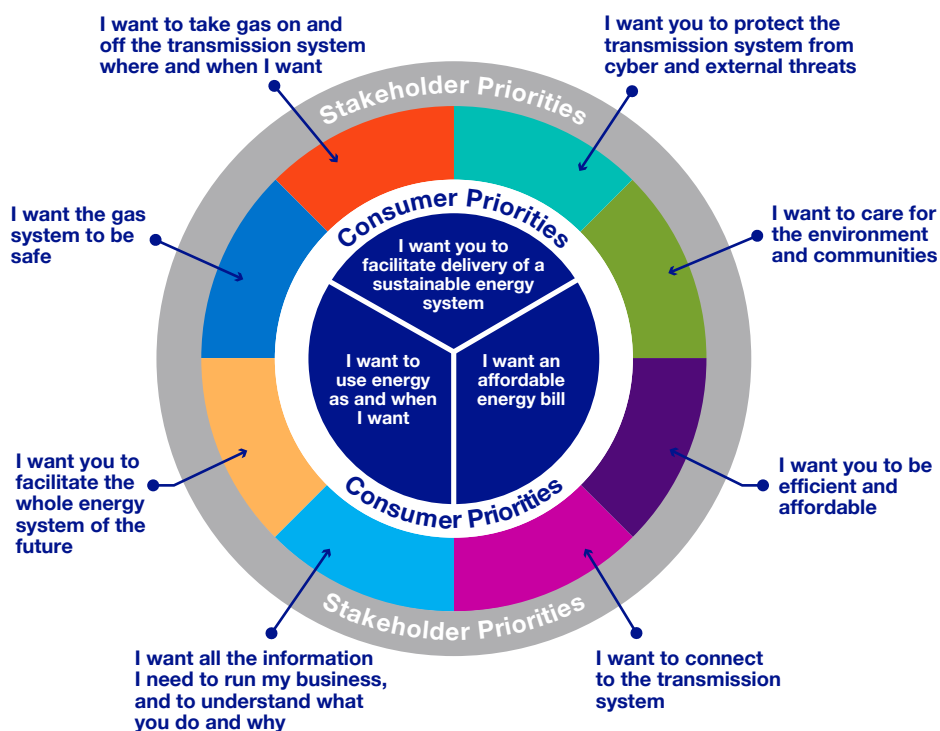 I want to take gas on and
off the transmission system
where and when I want
I want you to protect the
transmission system from
cyber and external threats
Stakeholder Priorities
I want the gas
system to be
safe
I want to care for
the environment
and communities
Consumer Priorities
I want you to
facilitate delivery of a
sustainable energy
system
I want to
use energy
as and when
I want
I want an
affordable
energy bill
Consumer Priorities
I want you to
facilitate the
whole energy
system of the
future
I want you to be
efficient and
affordable
Stakeholder Priorities
I want all the information
I need to run my business,
and to understand what
you do and why
I want to connect
to the transmission
system